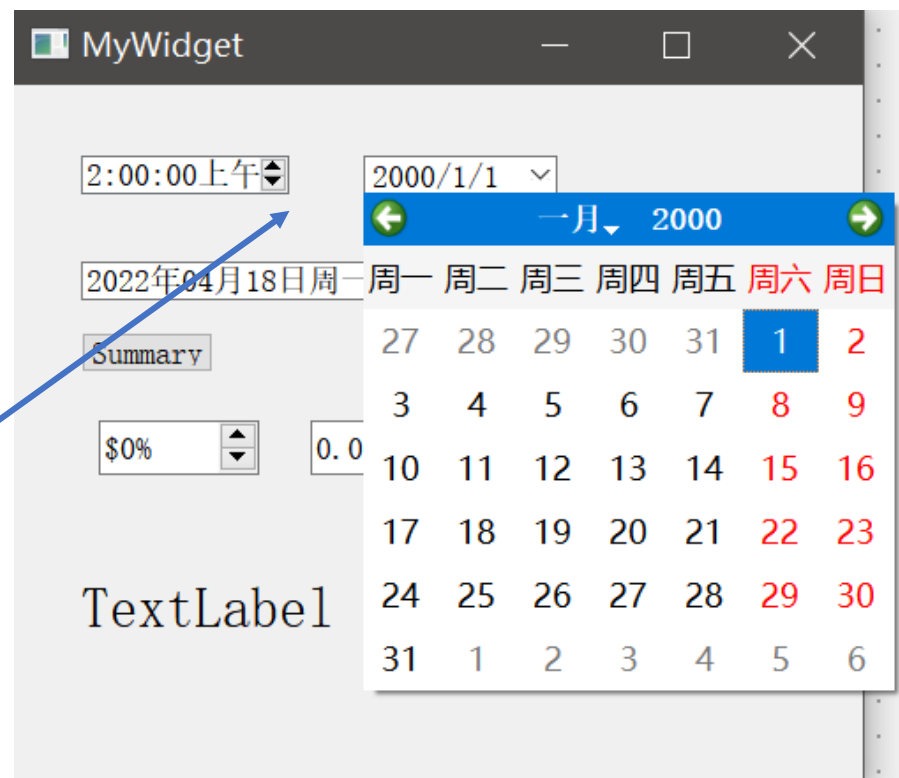 MyWidget
2:00:00上午 2000/1/1
一月 2000
2022年04月18日周一 周一 周二 周三 周四 周五 周六 周日
Summary 27 28 29 30 31 1 2
3 4 5 6 7 8 9
$0% 0.0
10 11 12 13 14 15 16
17 18 19 20 21 22 23
TextLabel 24 25 26 27 28 29 30
31 1 2 3 4 5 6